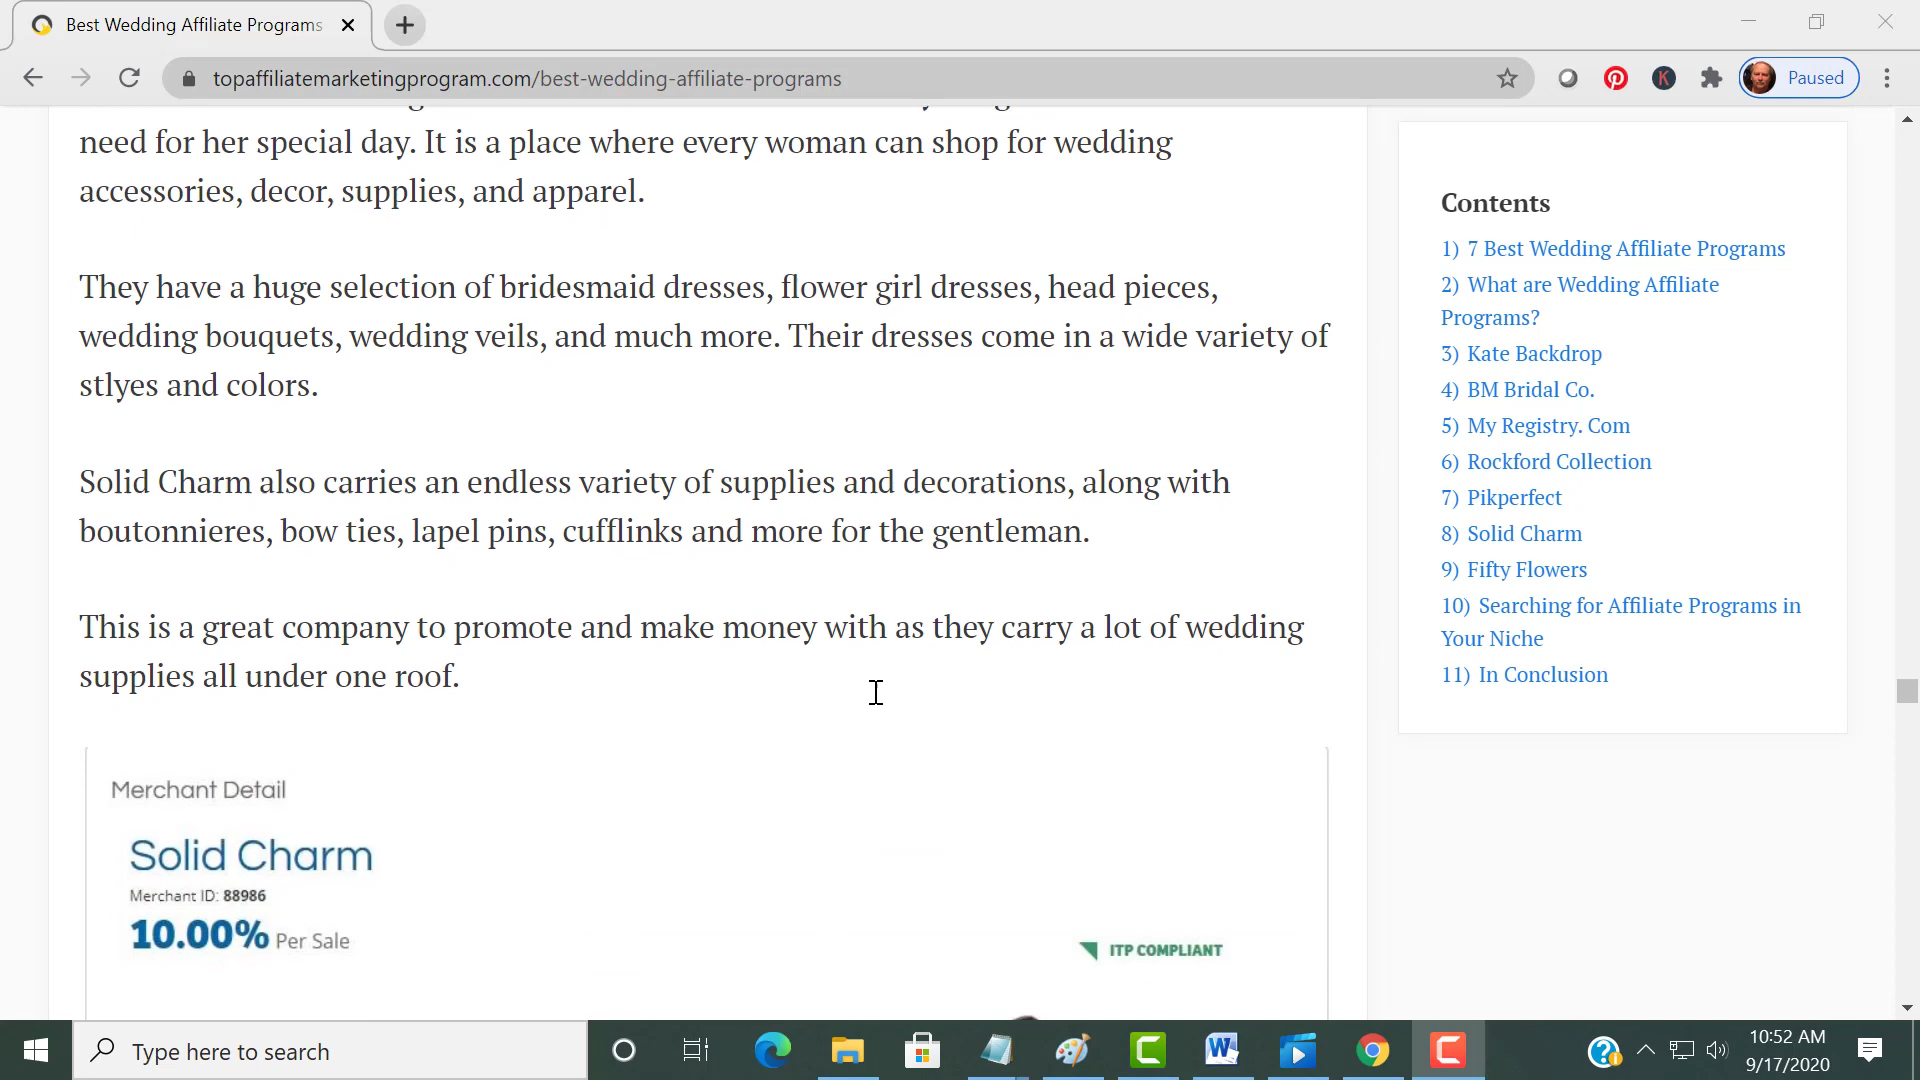 Best Wedding Affiliate Programs
topaffiliatemarketingprogram.com/best-wedding-affiliate-programs
K
Paused
need for her special day. It is a place where every woman can shop for wedding
accessories, decor, supplies, and apparel.
They have a huge selection of bridesmaid dresses, flower girl dresses, head pieces,
wedding bouquets, wedding veils, and much more. Their dresses come in a wide variety of
stlyes and colors.
Solid Charm also carries an endless variety of supplies and decorations, along with
boutonnieres, bow ties, lapel pins, cufflinks and more for the gentleman.
This is a great company to promote and make money with as they carry a lot of wedding
supplies all under one roof.
Merchant Detail
Solid Charm
Merchant ID: 88986
10.00% Per Sale
ITP COMPLIANT
Contents
1) 7 Best Wedding Affiliate Programs
2) What are Wedding Affiliate
Programs?
3) Kate Backdrop
4) BM Bridal Co.
5) My Registry. Com
6) Rockford Collection
7) Pikperfect
8) Solid Charm
9) Fifty Flowers
10) Searching for Affiliate Programs in
Your Niche
11) In Conclusion
Type here to search
10:52 AM
9/17/2020